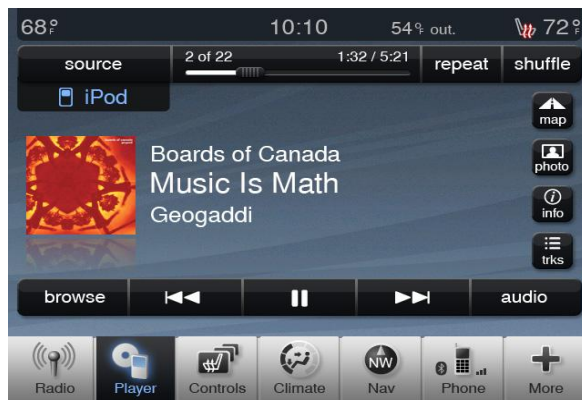 68°F 10:10 54°F out. 72°F
source 2 of 22 1:32 / 5:21 repeat shuffle
iPod
map
Boards of Canada
photo
Music Is Math
Geogaddi
info
trks
browse audio
NW
Radio Player Controls Climate Nav Phone More